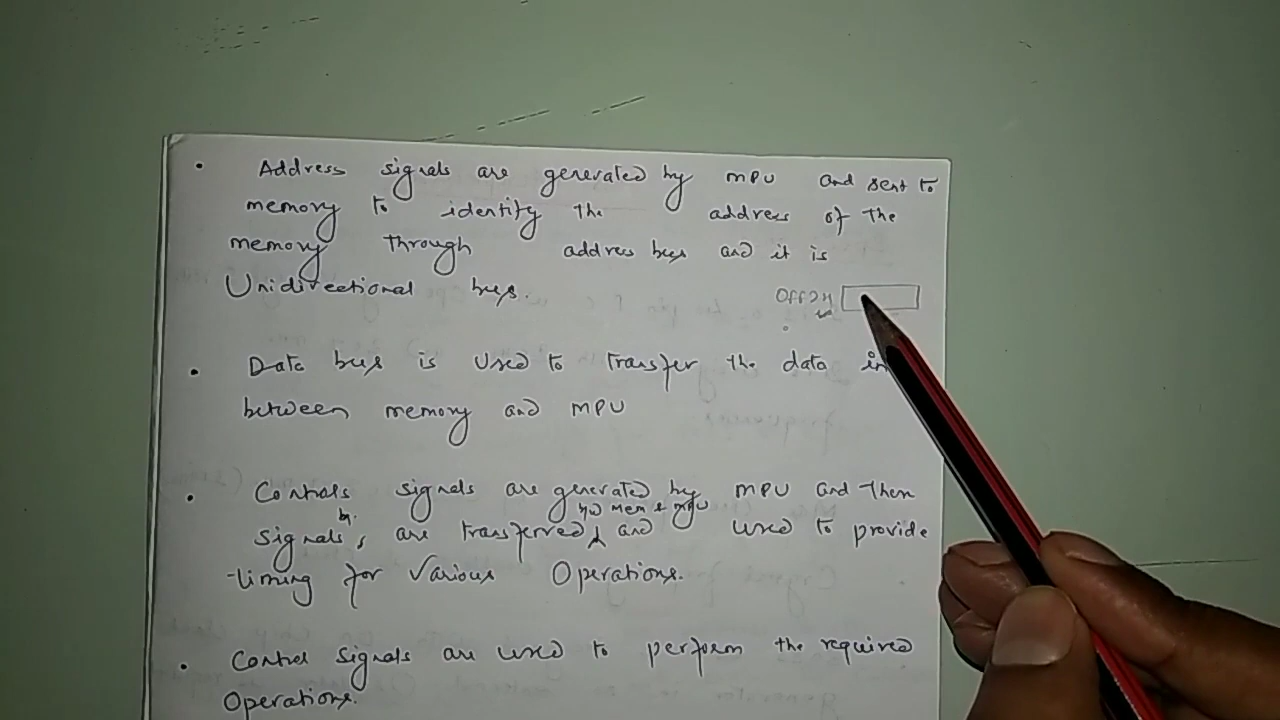 • Address signals are generated by MPU and sent to
memory to identify the address of the
memory through address bus and it is
Unidirectional bus.
• Data bus is used to transfer the data in
between memory and MPU
• Controls signals are generated by MPU and then
signals, are transferred b/w mem & MPU and used to provide
timing for various Operations.
• Control signals are used to perform the required
Operations.